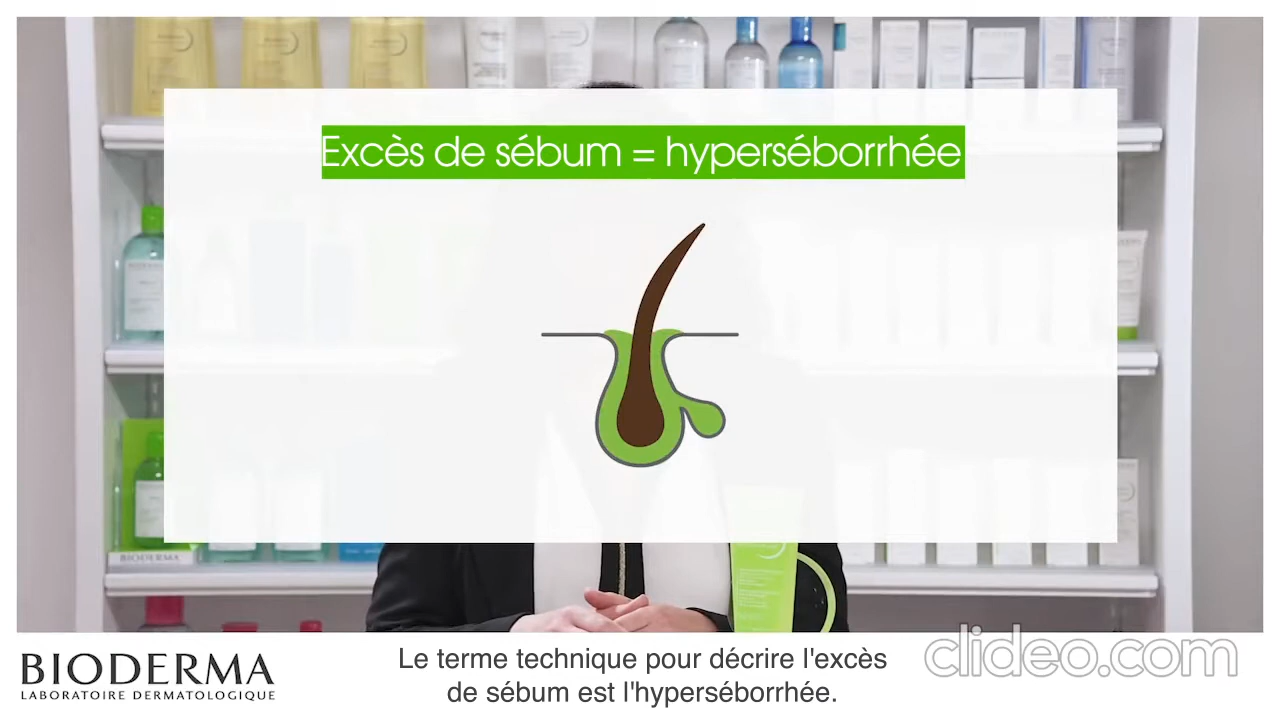 Excès de sébum = hyperséborrhée
BIODERMA
BIODERMA
LABORATOIRE DERMATOLOGIQUE
Le terme technique pour décrire l'excès
de sébum est l'hyperséborrhée.
clideo.com